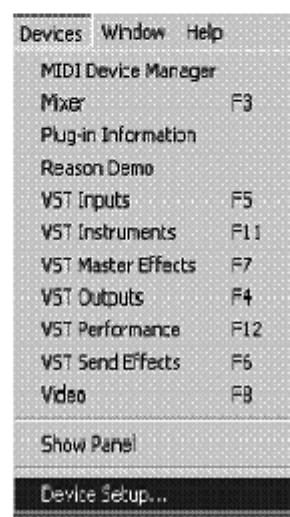 Devices Window Help
MIDI Device Manager
Mixer F3
Plug-in Information
Reason Demo
VST Inputs F5
VST Instruments F11
VST Master Effects F7
VST Outputs F4
VST Performance F12
VST Send Effects F6
Video F8
Show Panel
Device Setup...